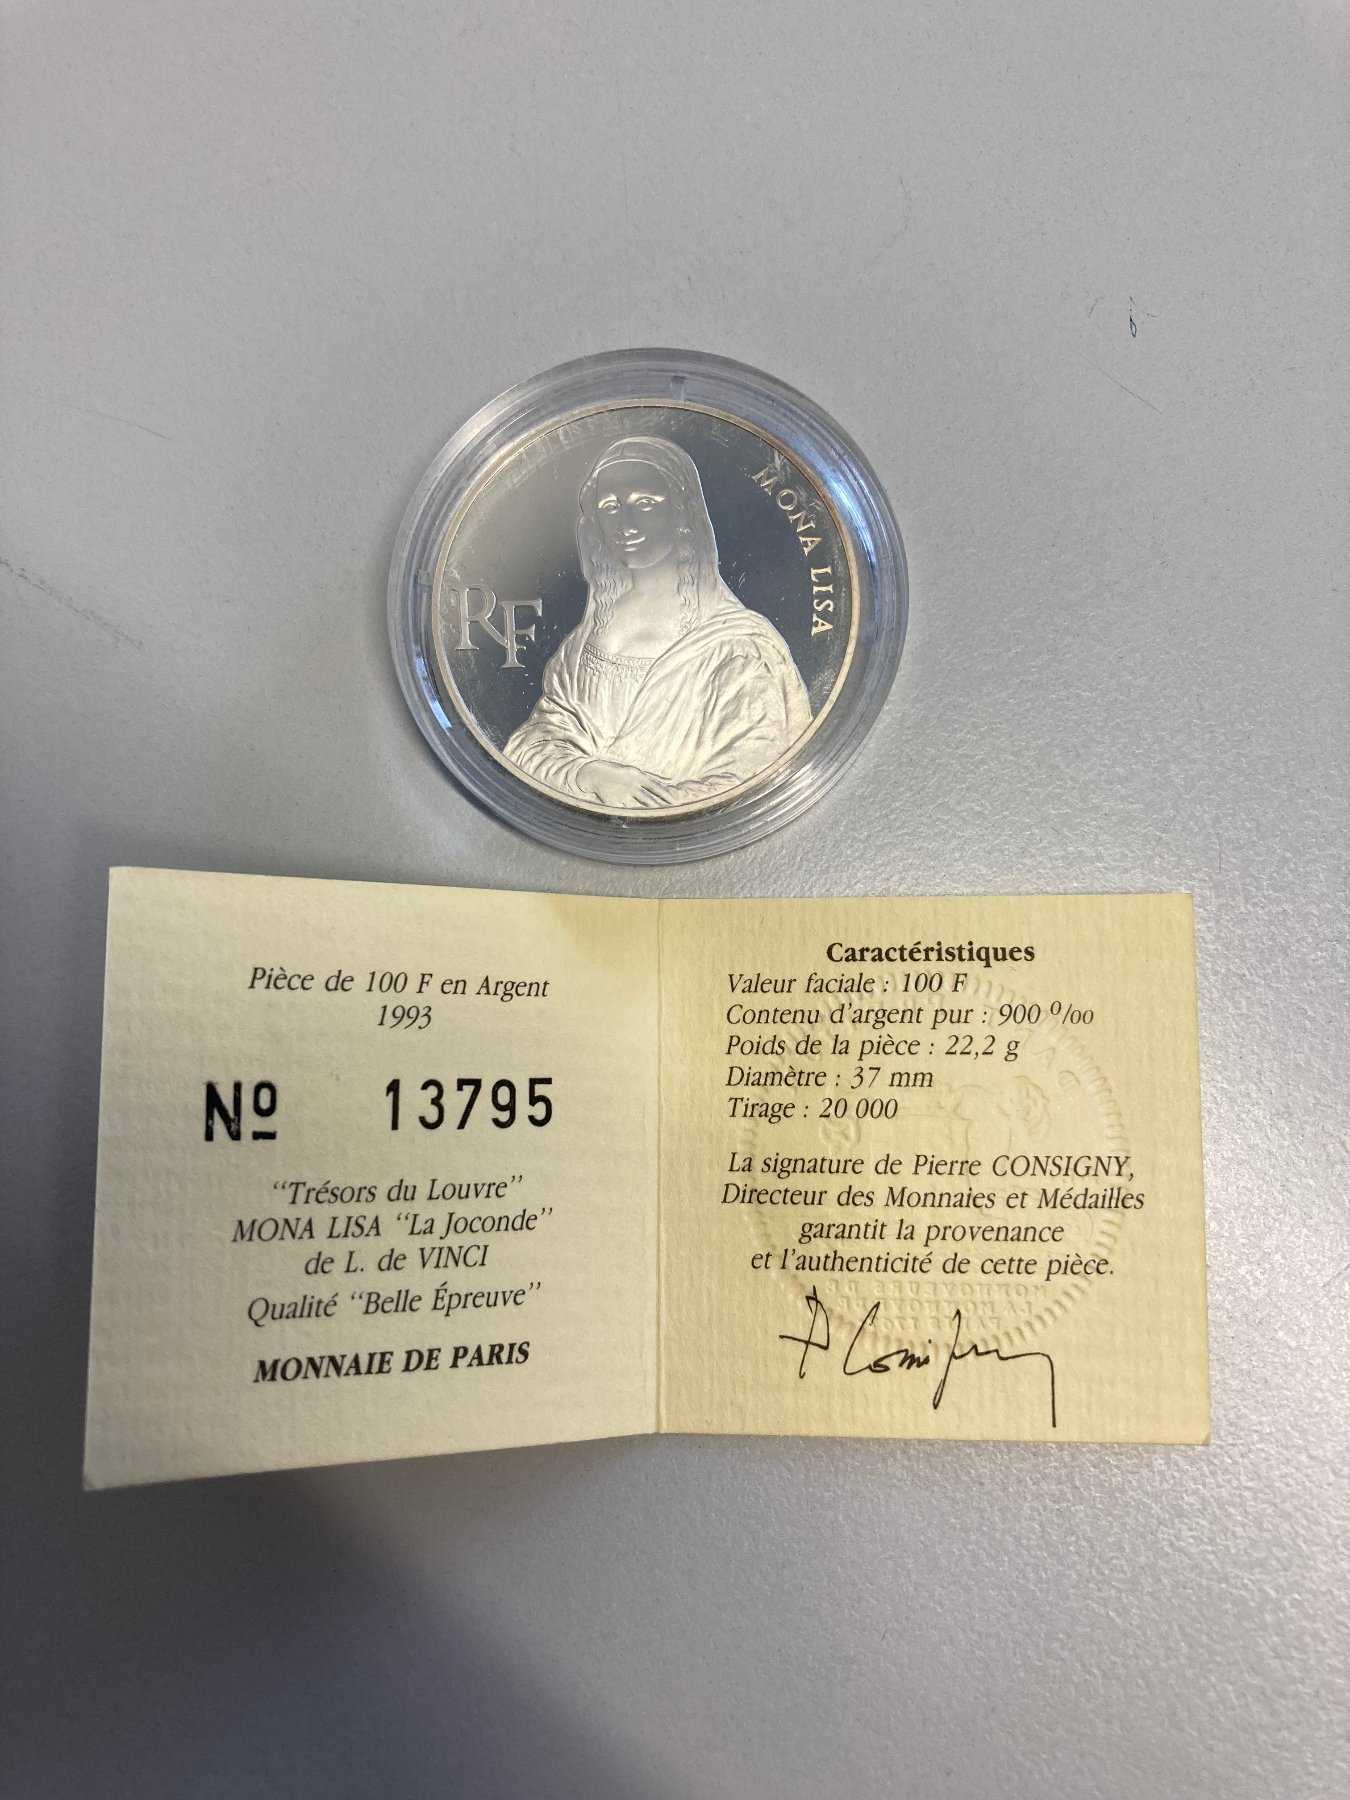 MONA LISA
RF
Pièce de 100 F en Argent
1993
Nº 13795
"Trésors du Louvre"
MONA LISA "La Joconde"
de L. de VINCI
Qualité "Belle Épreuve"
MONNAIE DE PARIS
Caractéristiques
Valeur faciale : 100 F
Contenu d'argent pur : 900 º/oo
Poids de la pièce : 22,2 g
Diamètre : 37 mm
Tirage : 20 000
La signature de Pierre CONSIGNY,
Directeur des Monnaies et Médailles
garantit la provenance
et l'authenticité de cette pièce.
P Consigny